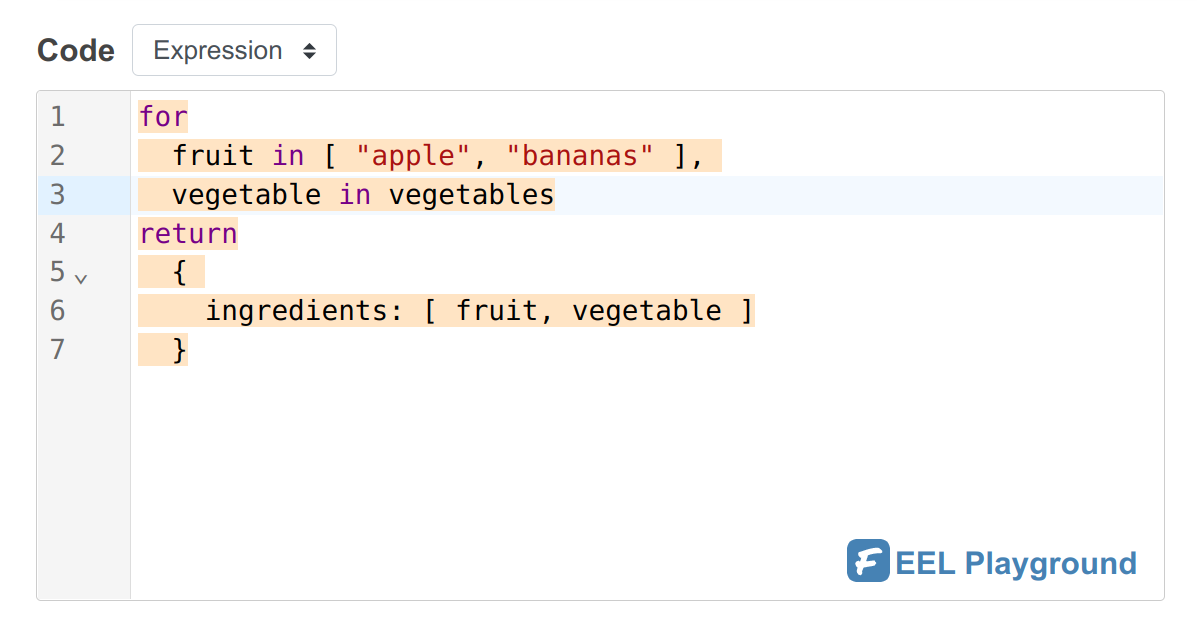 Code Expression
1 for
2   fruit in [ "apple", "bananas" ],
3   vegetable in vegetables
4 return
5   {
6     ingredients: [ fruit, vegetable ]
7   }
FEEL Playground